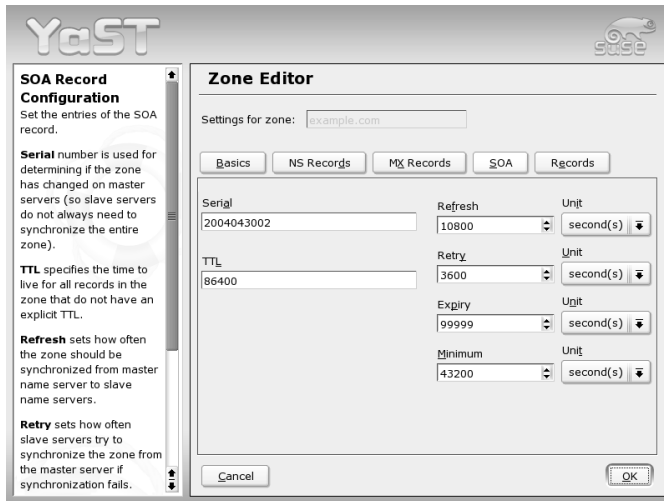 YaST
suse
SOA Record
Configuration
Set the entries of the SOA
record.
Serial number is used for
determining if the zone
has changed on master
servers (so slave servers
do not always need to
synchronize the entire
zone).
TTL specifies the time to
live for all records in the
zone that do not have an
explicit TTL.
Refresh sets how often
the zone should be
synchronized from master
name server to slave
name servers.
Retry sets how often
slave servers try to
synchronize the zone from
the master server if
synchronization fails.
Zone Editor
Settings for zone: example.com
Basics NS Records MX Records SOA Records
Serial
2004043002
TTL
86400
Refresh Unit
10800 second(s)
Retry Unit
3600 second(s)
Expiry Unit
99999 second(s)
Minimum Unit
43200 second(s)
Cancel OK